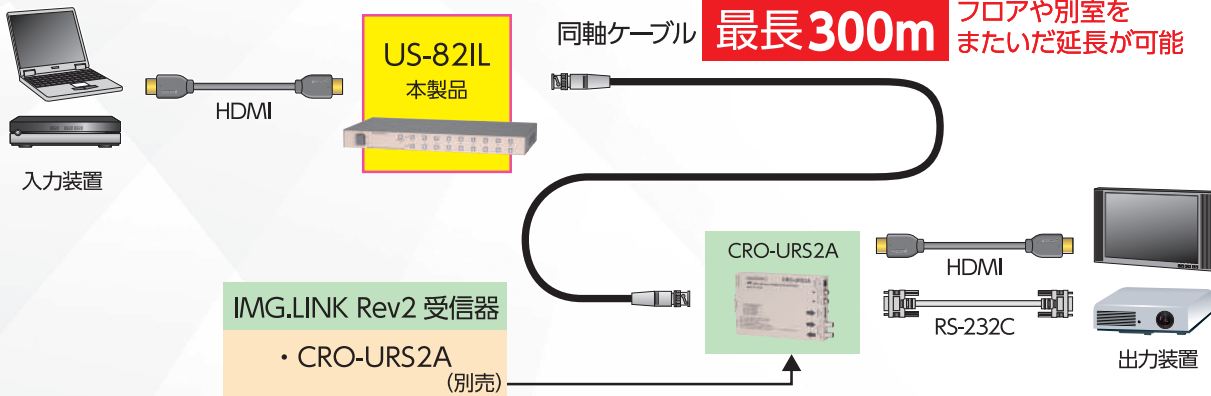 同軸ケーブル 最長300m
フロアや別室を
またいだ延長が可能
US-82IL
本製品
HDMI
入力装置
CRO-URS2A
HDMI
RS-232C
出力装置
IMG.LINK Rev2 受信器
・CRO-URS2A
(別売)